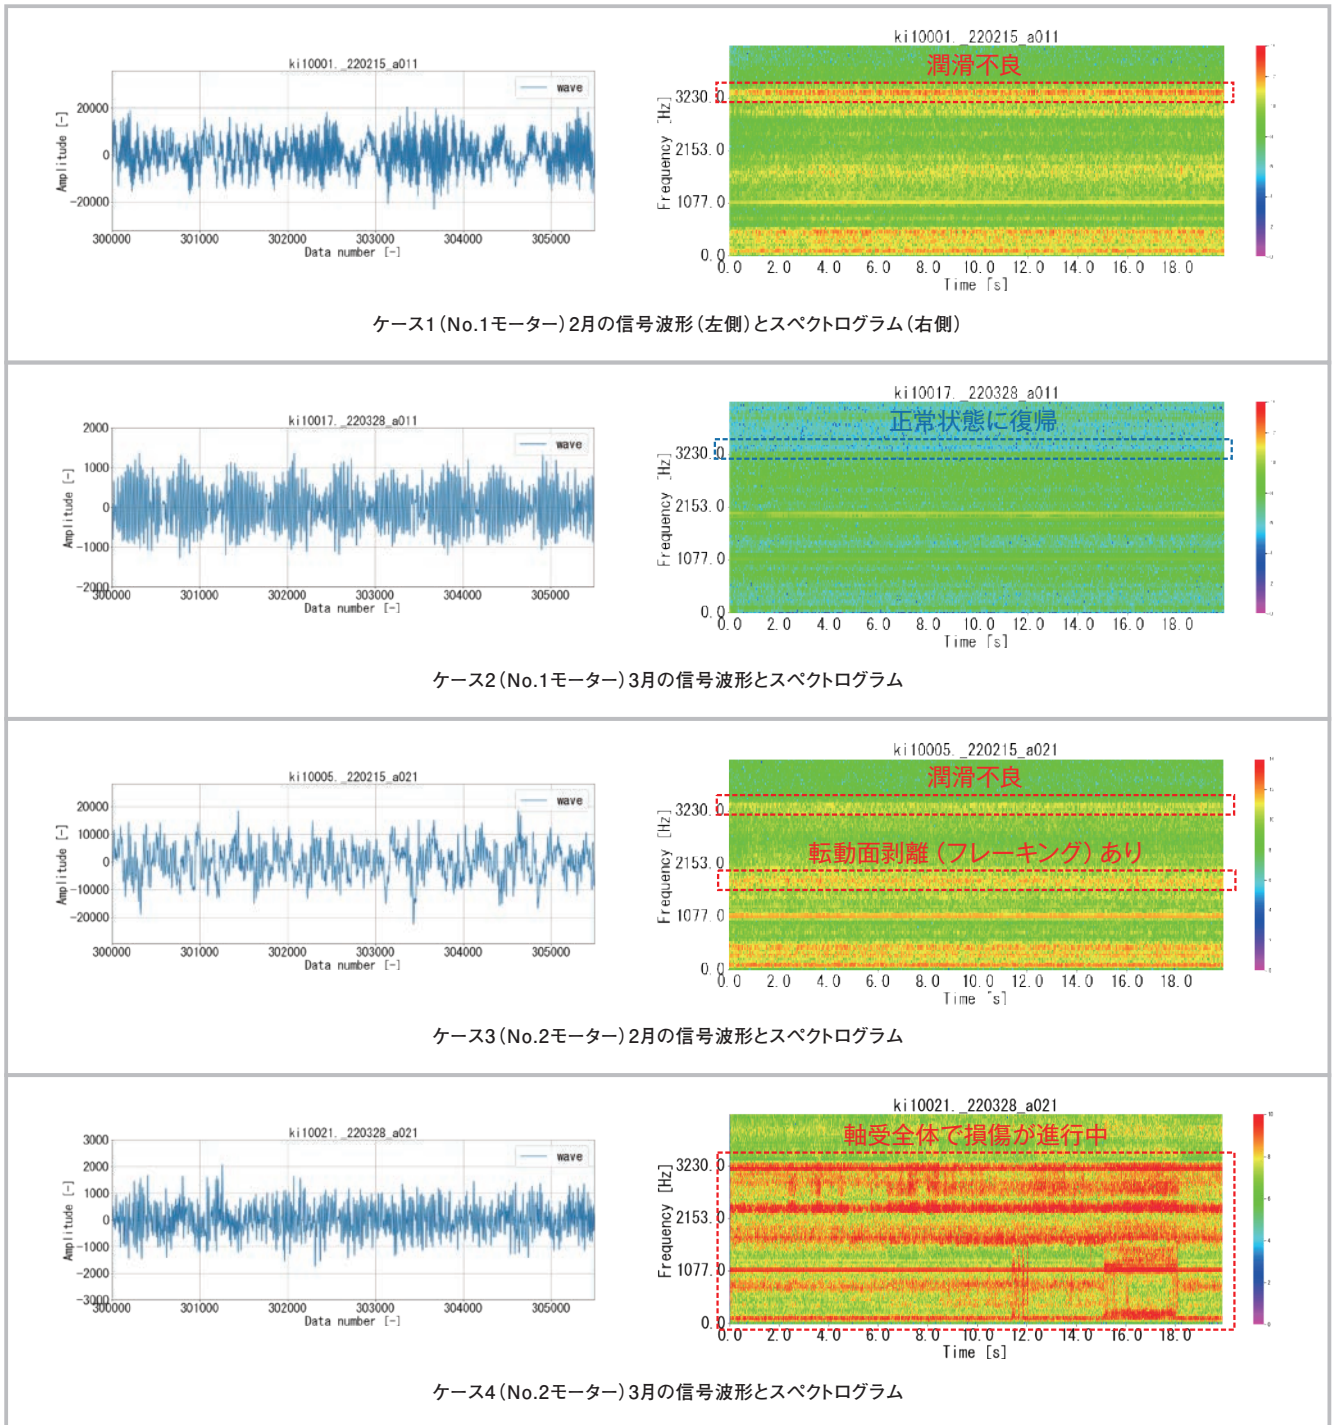 ki10001._220215_a011
wave
20000
0
-20000
Amplitude [-]
300000 301000 302000 303000 304000 305000
Data number [-]
ki10001._220215_a011
潤滑不良
3230.0
2153.0
1077.0
0.0
Frequency [Hz]
0.0 2.0 4.0 6.0 8.0 10.0 12.0 14.0 16.0 18.0
Time [s]
ケース1(No.1モーター)2月の信号波形(左側)とスペクトログラム(右側)
ki10017._220328_a011
wave
2000
1000
0
-1000
-2000
Amplitude [-]
300000 301000 302000 303000 304000 305000
Data number [-]
ki10017._220328_a011
正常状態に復帰
3230.0
2153.0
1077.0
0.0
Frequency [Hz]
0.0 2.0 4.0 6.0 8.0 10.0 12.0 14.0 16.0 18.0
Time [s]
ケース2(No.1モーター)3月の信号波形とスペクトログラム
ki10005._220215_a021
wave
20000
10000
0
-10000
-20000
Amplitude [-]
300000 301000 302000 303000 304000 305000
Data number [-]
ki10005._220215_a021
潤滑不良
転動面剥離(フレーキング)あり
3230.0
2153.0
1077.0
0.0
Frequency [Hz]
0.0 2.0 4.0 6.0 8.0 10.0 12.0 14.0 16.0 18.0
Time [s]
ケース3(No.2モーター)2月の信号波形とスペクトログラム
ki10021._220328_a021
wave
3000
2000
1000
0
-1000
-2000
-3000
Amplitude [-]
300000 301000 302000 303000 304000 305000
Data number [-]
ki10021._220328_a021
軸受全体で損傷が進行中
3230.0
2153.0
1077.0
0.0
Frequency [Hz]
0.0 2.0 4.0 6.0 8.0 10.0 12.0 14.0 16.0 18.0
Time [s]
10
8
6
4
2
0
ケース4(No.2モーター)3月の信号波形とスペクトログラム